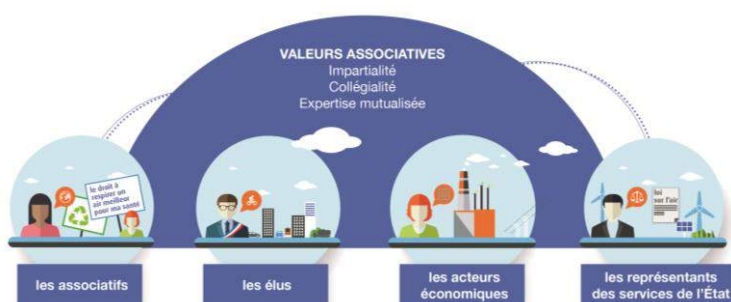 VALEURS ASSOCIATIVES
Impartialité
Collégialité
Expertise mutualisée
le droit à
respirer un
air meilleur
pour ma santé
loi
sur l'air
les associatifs
les élus
les acteurs
économiques
les représentants
des services de l'État